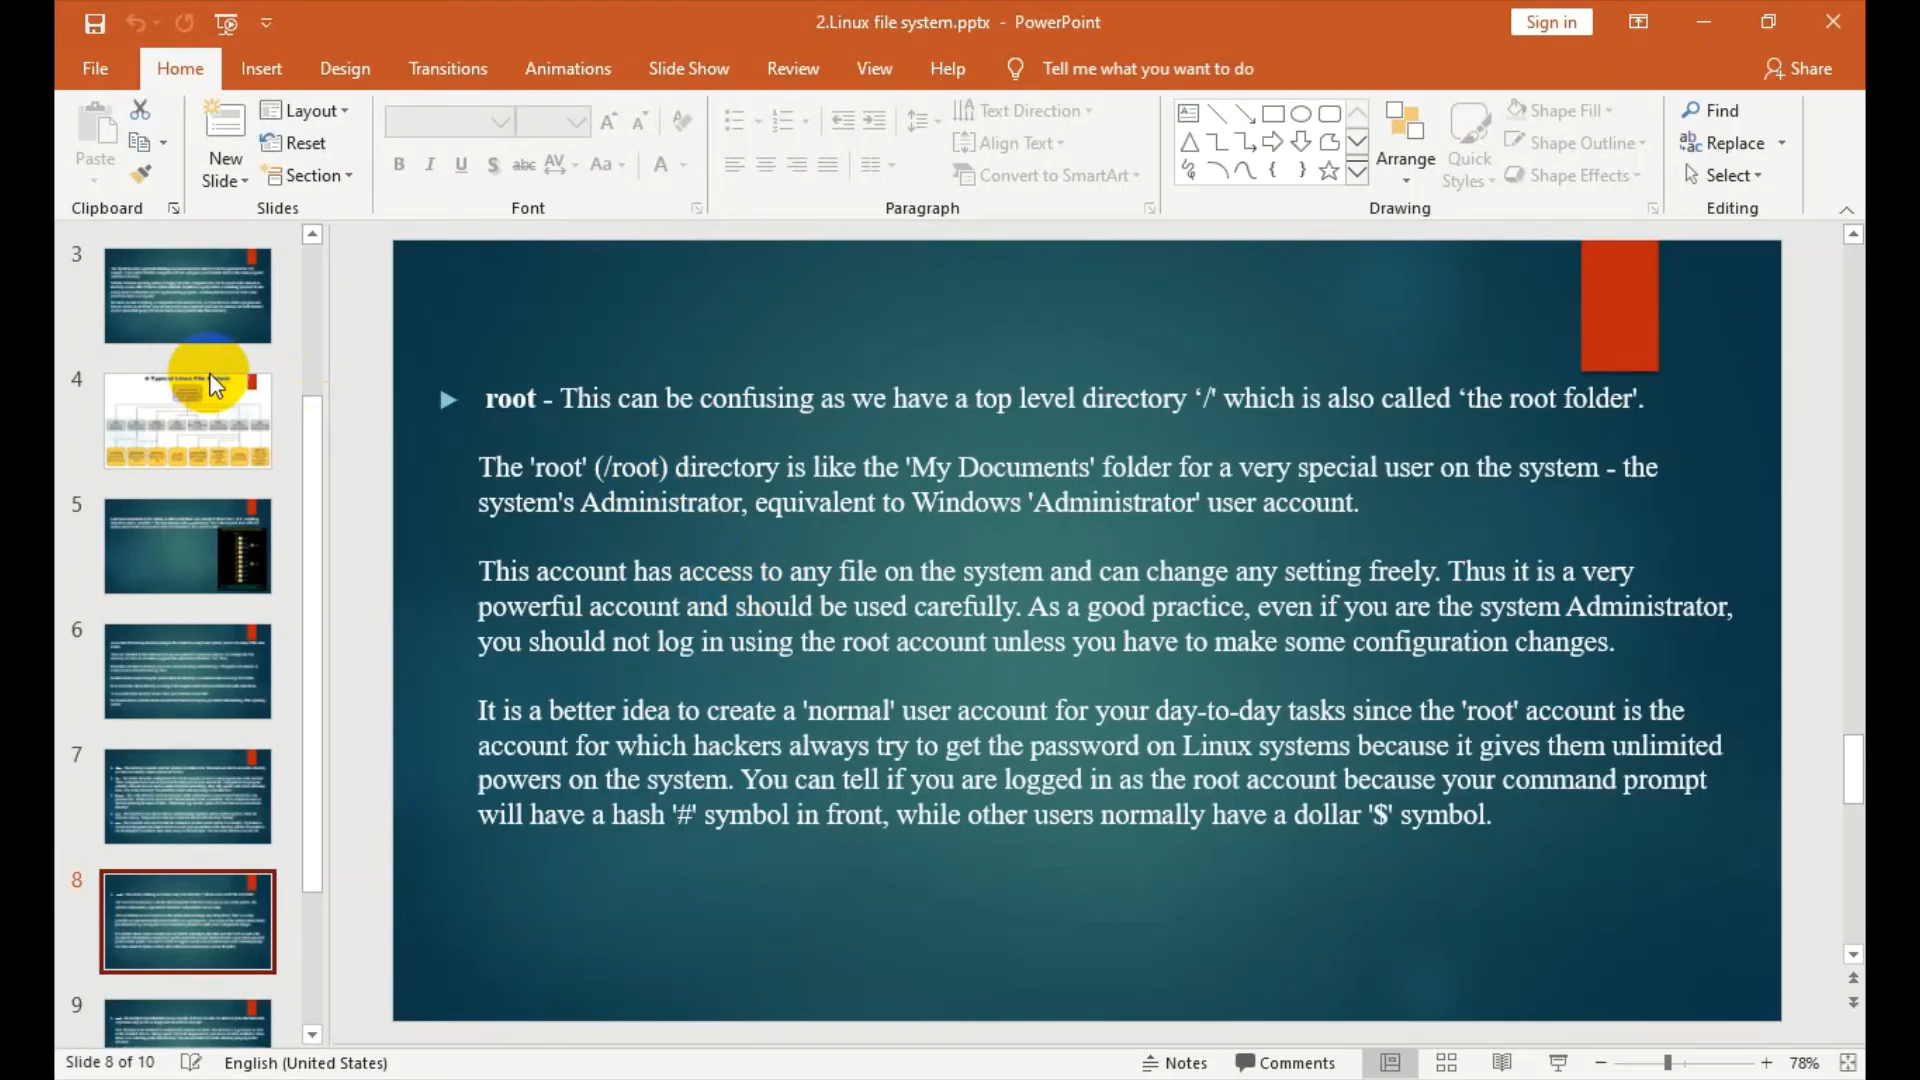 2.Linux file system.pptx - PowerPoint
Sign in
File
Home
Insert
Design
Transitions
Animations
Slide Show
Review
View
Help
Tell me what you want to do
Share
Paste
New
Slide
Layout
Reset
Section
Text Direction
Align Text
Convert to SmartArt
Arrange
Quick
Styles
Shape Fill
Shape Outline
Shape Effects
Find
Replace
Select
Clipboard
Slides
Font
Paragraph
Drawing
Editing
3
4
5
6
7
8
9
root - This can be confusing as we have a top level directory ‘/' which is also called ‘the root folder'.
The 'root' (/root) directory is like the 'My Documents' folder for a very special user on the system - the
system's Administrator, equivalent to Windows 'Administrator' user account.
This account has access to any file on the system and can change any setting freely. Thus it is a very
powerful account and should be used carefully. As a good practice, even if you are the system Administrator,
you should not log in using the root account unless you have to make some configuration changes.
It is a better idea to create a 'normal' user account for your day-to-day tasks since the 'root' account is the
account for which hackers always try to get the password on Linux systems because it gives them unlimited
powers on the system. You can tell if you are logged in as the root account because your command prompt
will have a hash '#' symbol in front, while other users normally have a dollar '$' symbol.
Slide 8 of 10
English (United States)
Notes
Comments
78%